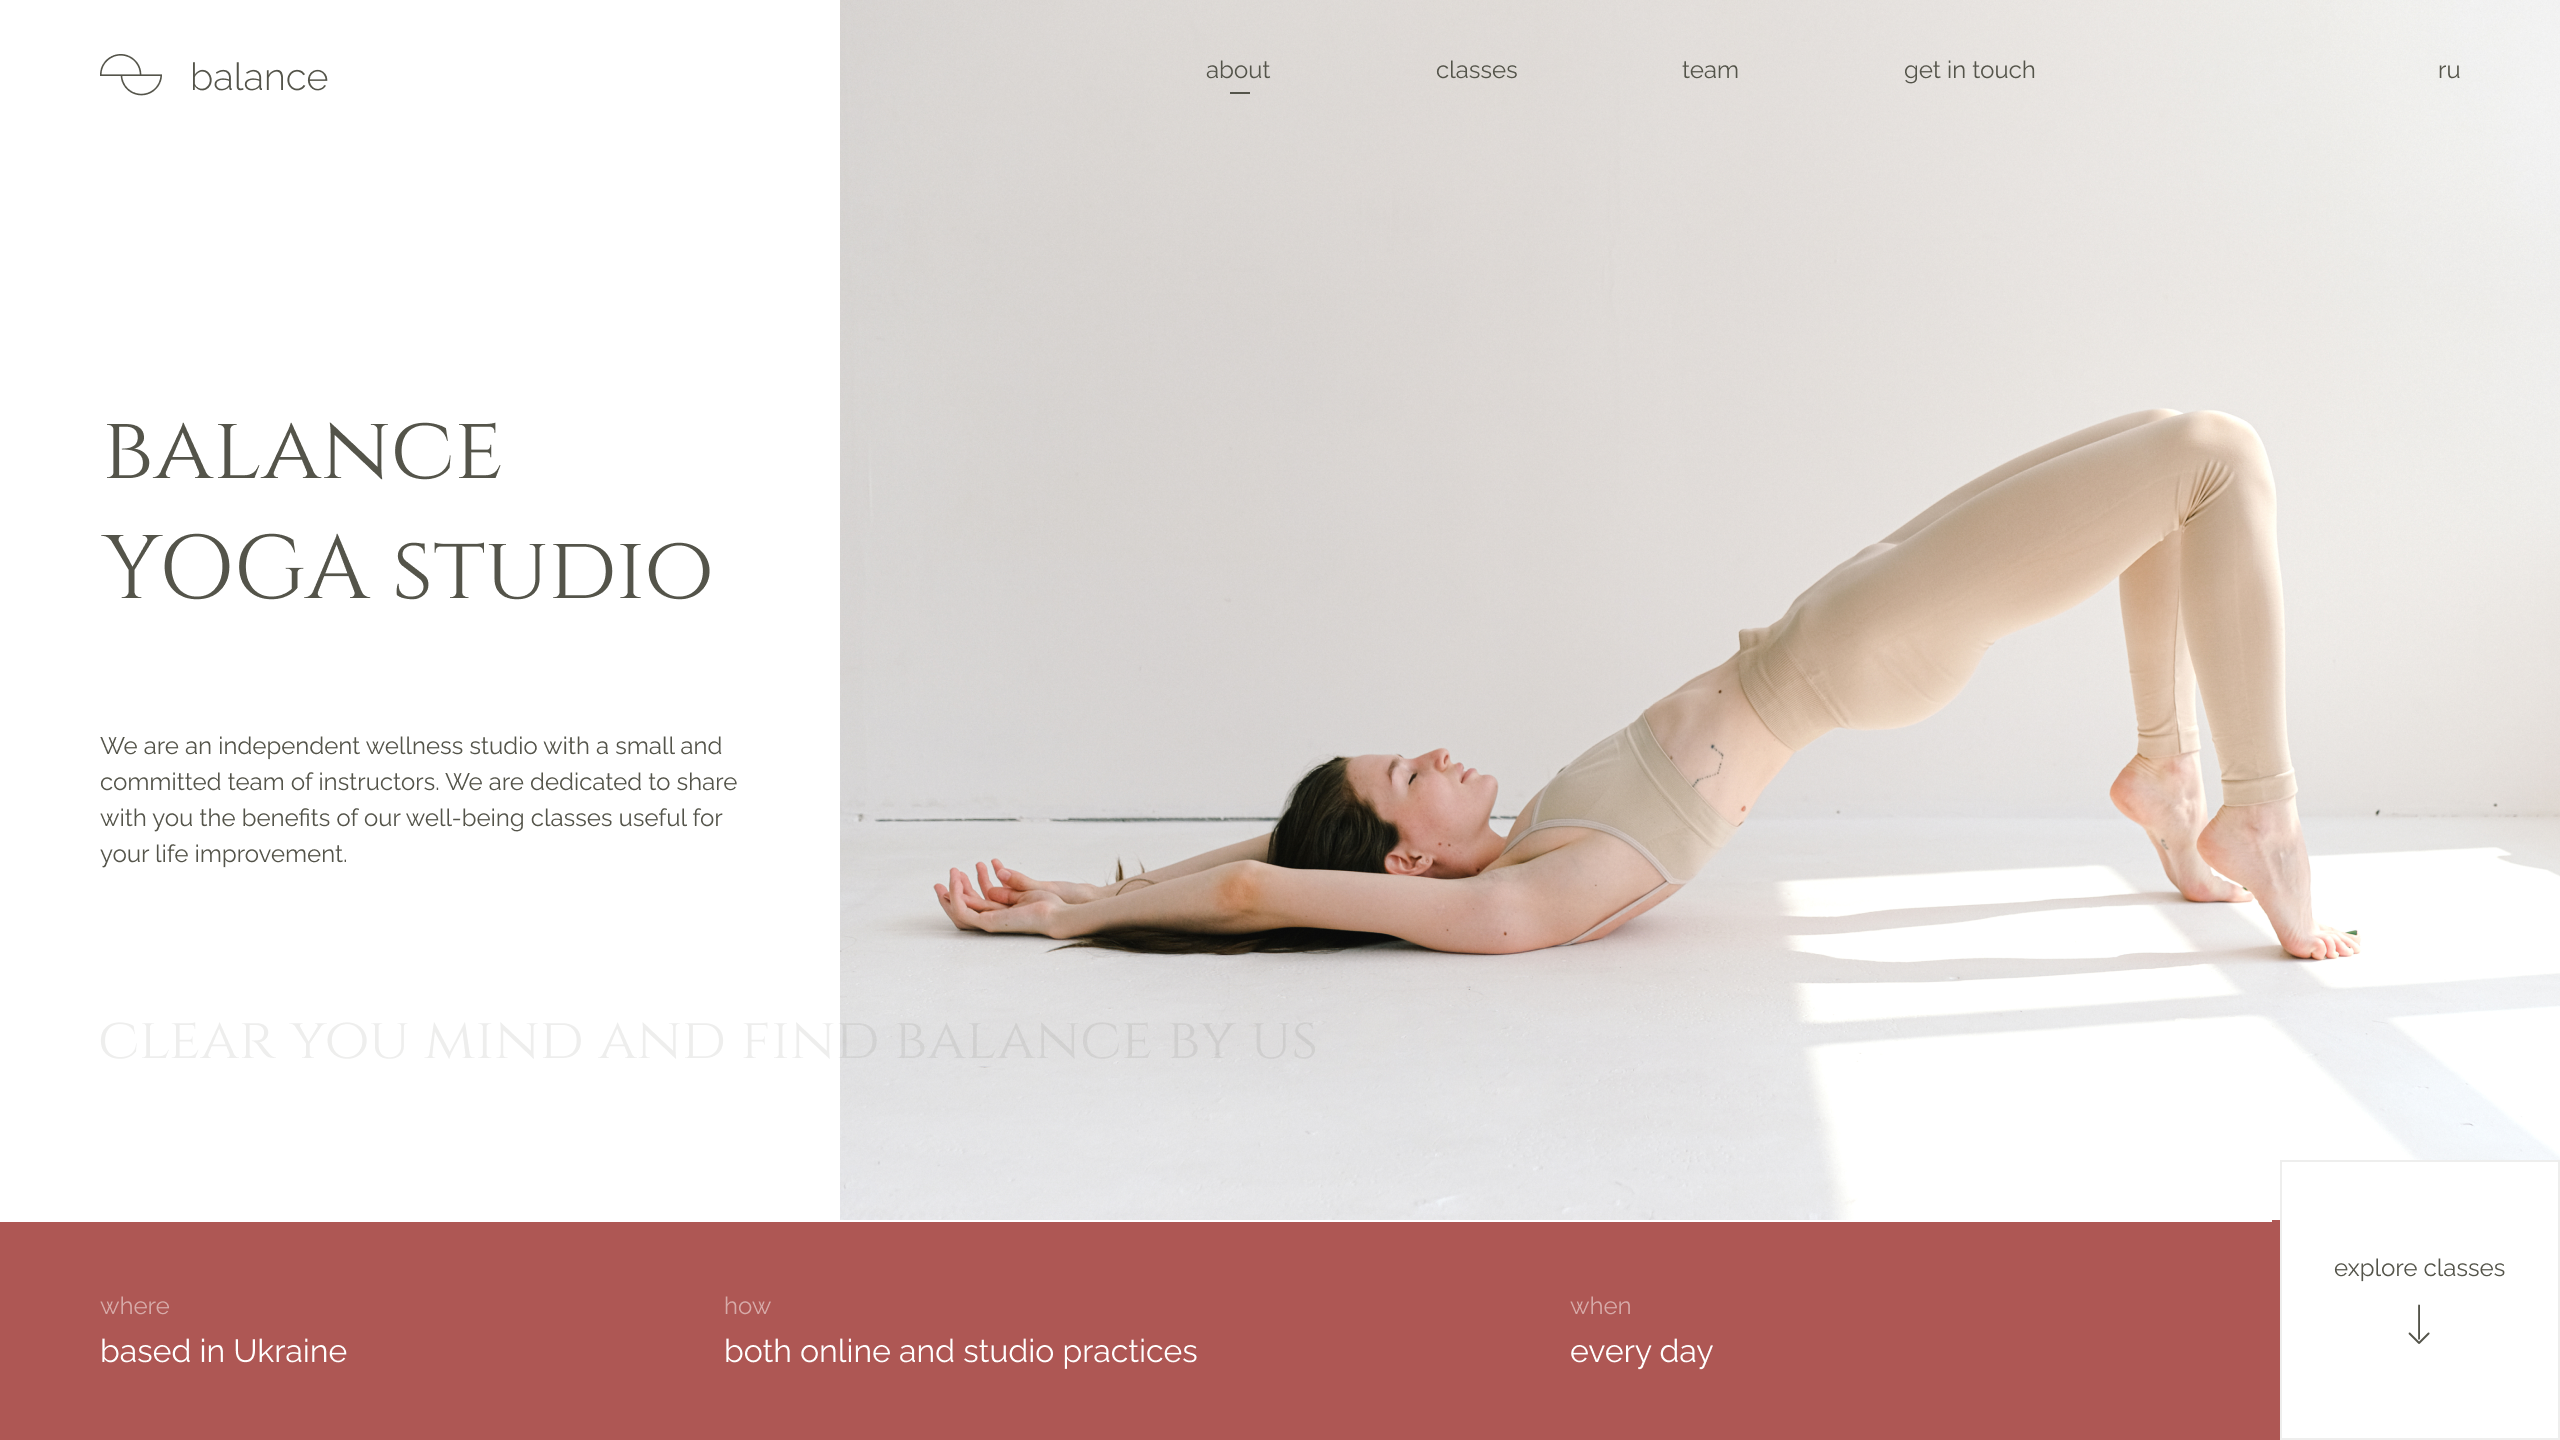 balance
about
classes
team
get in touch
ru
BALANCE
YOGA STUDIO
We are an independent wellness studio with a small and
committed team of instructors. We are dedicated to share
with you the benefits of our well-being classes useful for
your life improvement.
CLEAR YOU MIND AND FIND BALANCE BY US
where
based in Ukraine
how
both online and studio practices
when
every day
explore classes